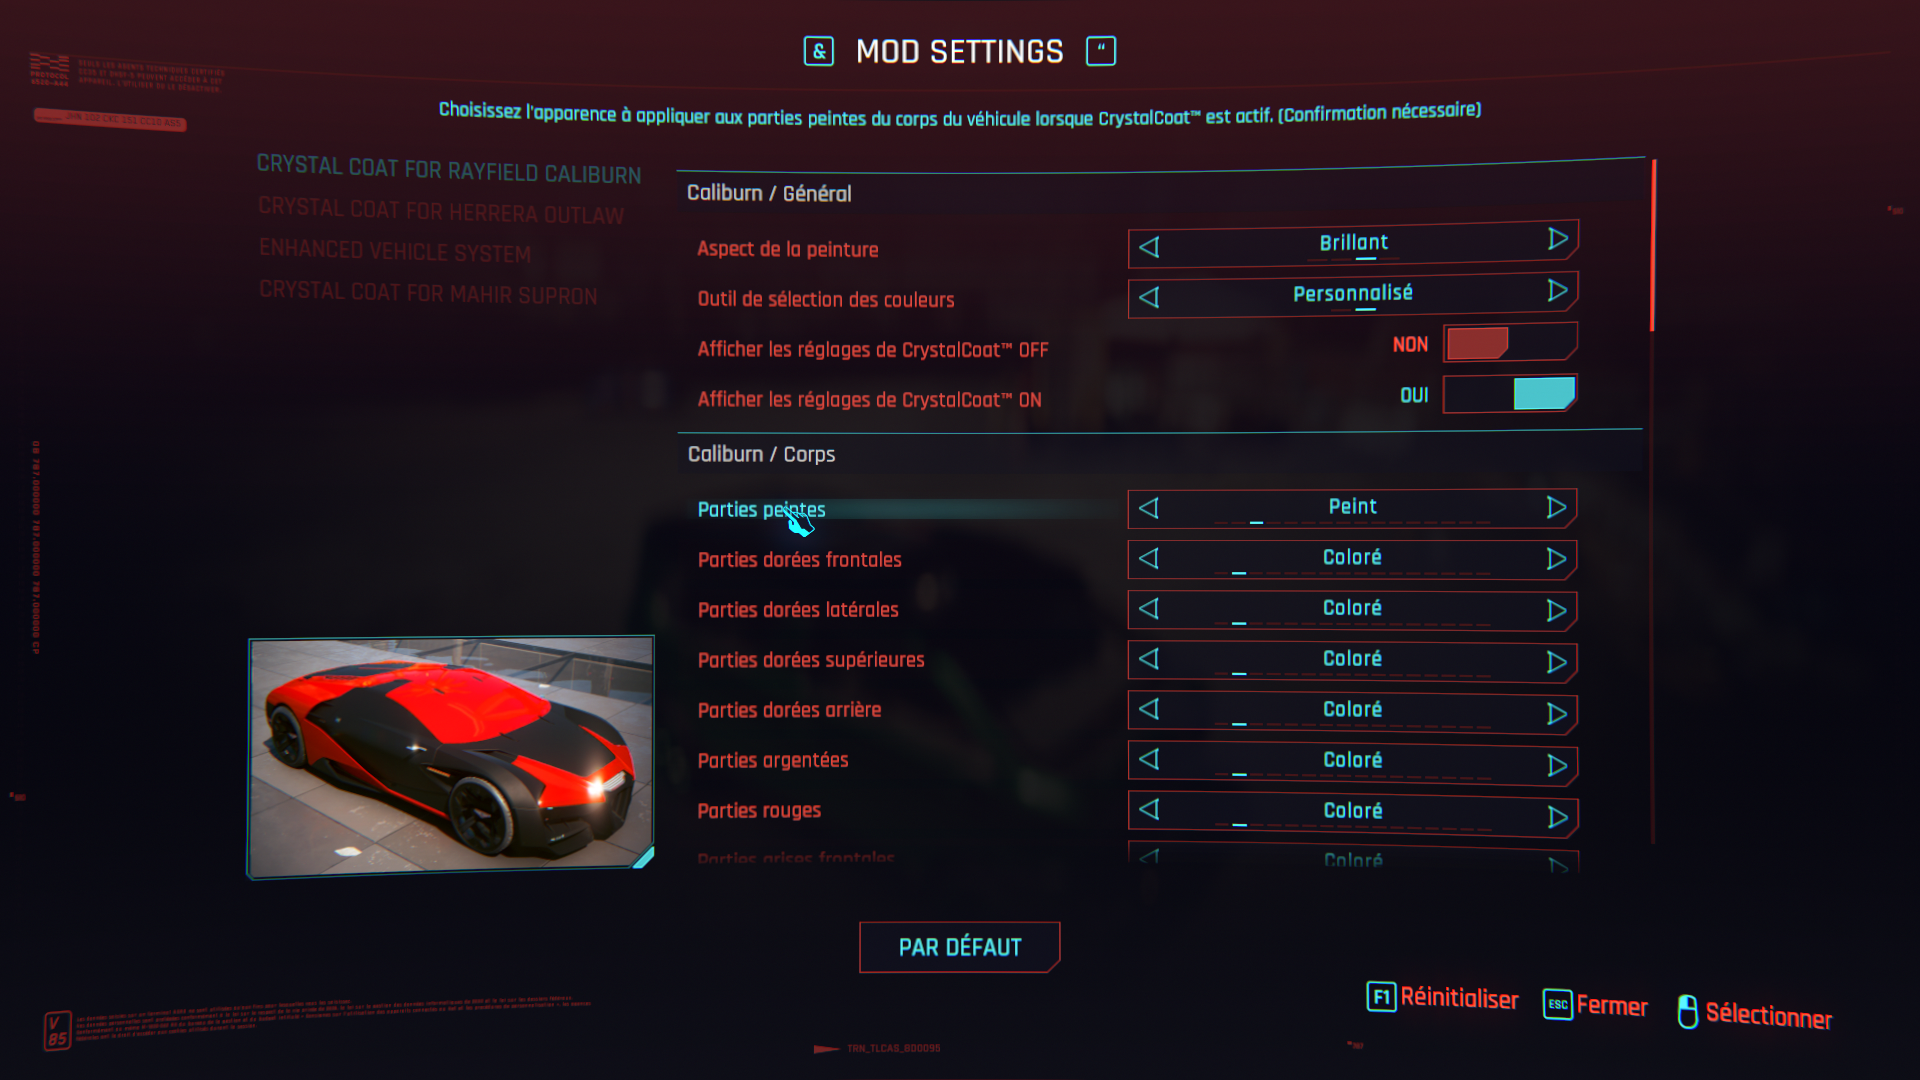 & MOD SETTINGS “
Choisissez l'apparence à appliquer aux parties peintes du corps du véhicule lorsque CrystalCoat™ est actif. (Confirmation nécessaire)
CRYSTAL COAT FOR RAYFIELD CALIBURN
CRYSTAL COAT FOR HERRERA OUTLAW
ENHANCED VEHICLE SYSTEM
CRYSTAL COAT FOR MAHIR SUPRON
Caliburn / Général
Aspect de la peinture Brillant
Outil de sélection des couleurs Personnalisé
Afficher les réglages de CrystalCoat™ OFF NON
Afficher les réglages de CrystalCoat™ ON OUI
Caliburn / Corps
Parties peintes Peint
Parties dorées frontales Coloré
Parties dorées latérales Coloré
Parties dorées supérieures Coloré
Parties dorées arrière Coloré
Parties argentées Coloré
Parties rouges Coloré
Parties grises frontales Coloré
PAR DÉFAUT
F1 Réinitialiser ESC Fermer Sélectionner
V
85
TRN_TLCAS_800095